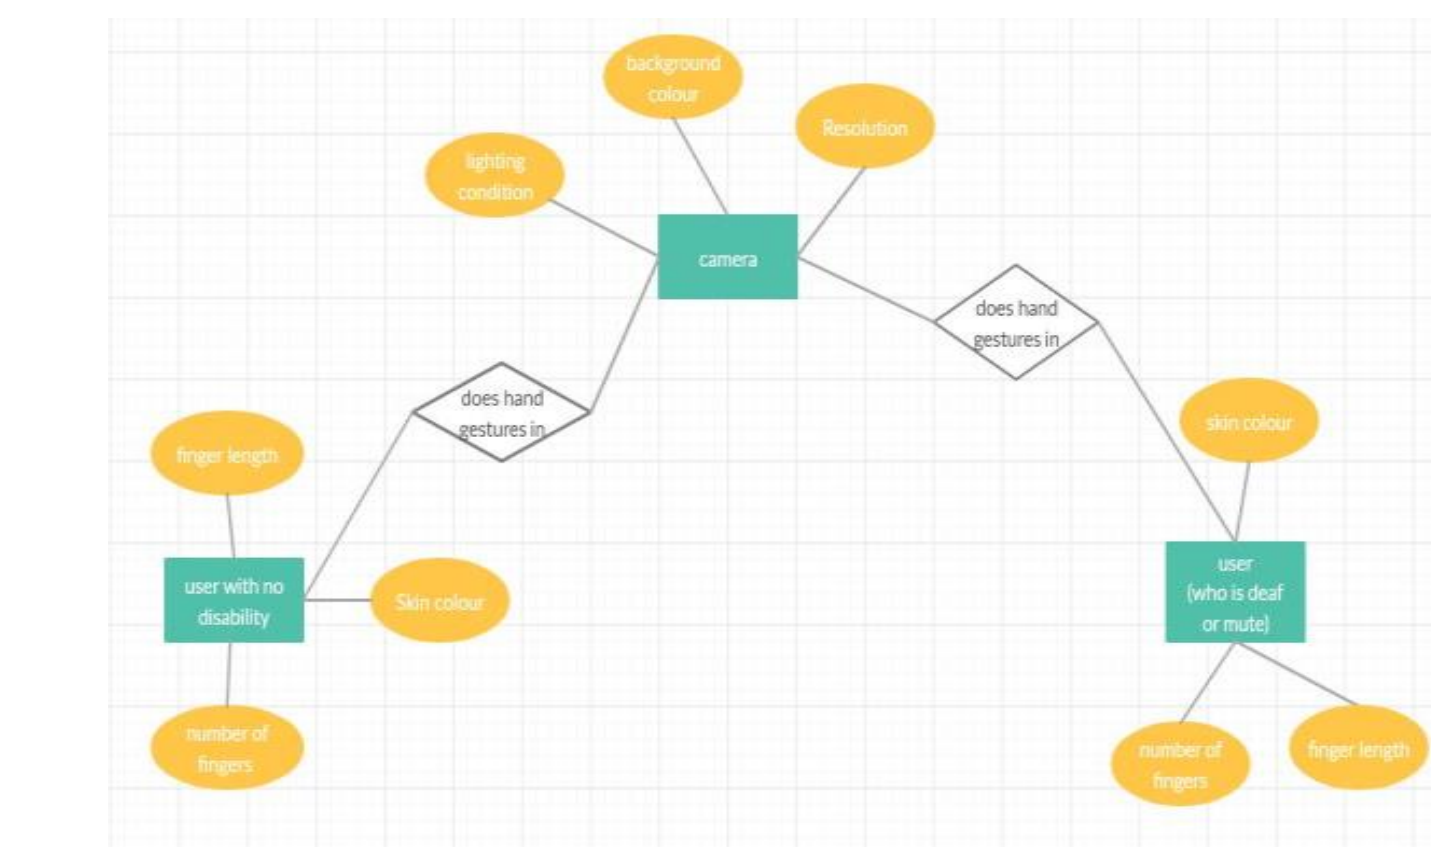 background
colour
Resolution
lighting
condition
camera
does hand
gestures in
does hand
gestures in
skin colour
finger length
user with no
disability
Skin colour
user
(who is deaf
or mute)
number of
fingers
number of
fingers
finger length